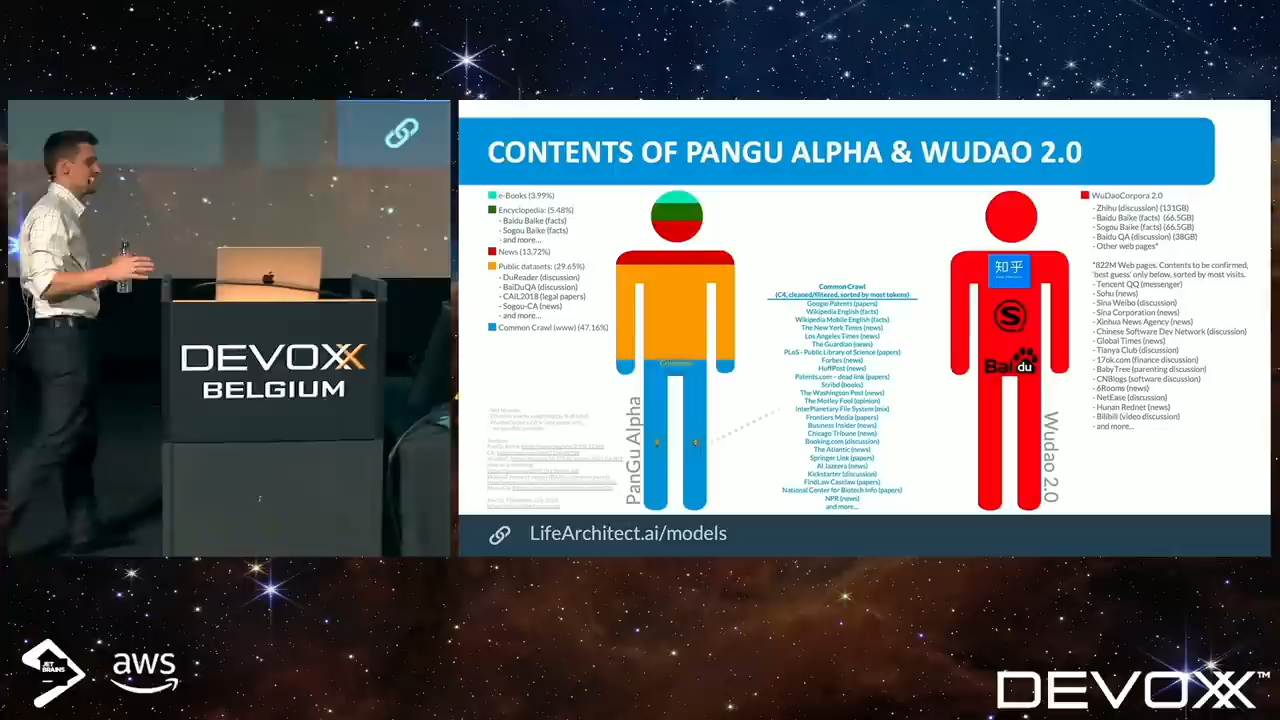 CONTENTS OF PANGU ALPHA & WUDAO 2.0
e-Books (3.99%)
Encyclopedia: (5.48%)
- Baidu Baike (facts)
- Sogou Baike (facts)
- and more...
News (13.72%)
Public datasets: (29.65%)
- DuReader (discussion)
- BaiDuQA (discussion)
- CAIL2018 (legal papers)
- Sogou-CA (news)
- and more...
Common Crawl (www) (47.16%)
PanGu Alpha
Common Crawl
(C4, cleaned/filtered, sorted by most tokens)
Google Patents (papers)
Wikipedia English (facts)
Wikipedia Mobile English (facts)
The New York Times (news)
Los Angeles Times (news)
The Guardian (news)
PLoS - Public Library of Science (papers)
Forbes (news)
HuffPost (news)
Patents.com - dead link (papers)
Scribd (books)
The Washington Post (news)
The Motley Fool (opinion)
InterPlanetary File System (mix)
Frontiers Media (papers)
Business Insider (news)
Chicago Tribune (news)
Booking.com (discussion)
The Atlantic (news)
Springer Link (papers)
Al Jazeera (news)
Kickstarter (discussion)
FindLaw Caselaw (papers)
National Center for Biotech Info (papers)
NPR (news)
and more...
知乎
S
Bai du
Wudao 2.0
WuDaoCorpora 2.0
- Zhihu (discussion) (131GB)
- Baidu Baike (facts) (66.5GB)
- Sogou Baike (facts) (66.5GB)
- Baidu QA (discussion) (38GB)
- Other web pages*
*822M Web pages. Contents to be confirmed,
'best guess' only below, sorted by most visits.
- Tencent QQ (messenger)
- Sohu (news)
- Sina Weibo (discussion)
- Sina Corporation (news)
- Xinhua News Agency (news)
- Chinese Software Dev Network (discussion)
- Global Times (news)
- Tianya Club (discussion)
- 17ok.com (finance discussion)
- BabyTree (parenting discussion)
- CNBlogs (software discussion)
- 6Rooms (news)
- NetEase (discussion)
- Hunan Rednet (news)
- Bilibili (video discussion)
- and more...
LifeArchitect.ai/models
DEVOXX
BELGIUM
JET
BRAINS
aws
DEVOXX™